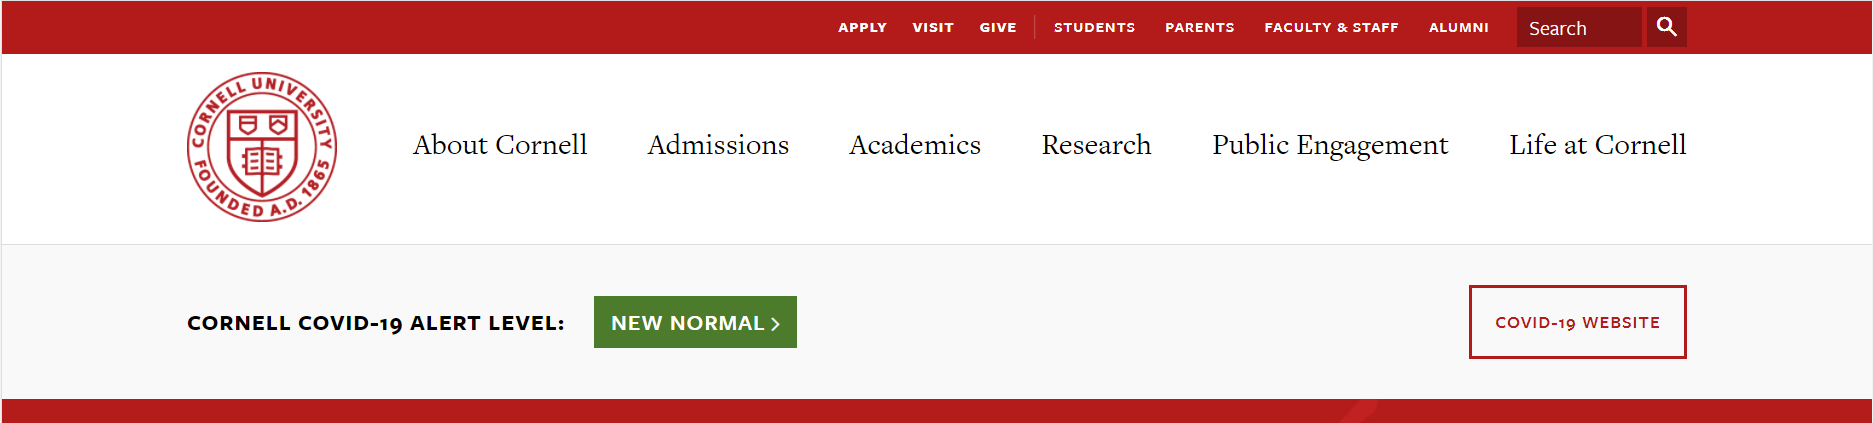 APPLY VISIT GIVE STUDENTS PARENTS FACULTY & STAFF ALUMNI Search
CORNELL UNIVERSITY
FOUNDED A.D. 1865
About Cornell Admissions Academics Research Public Engagement Life at Cornell
CORNELL COVID-19 ALERT LEVEL: NEW NORMAL > COVID-19 WEBSITE